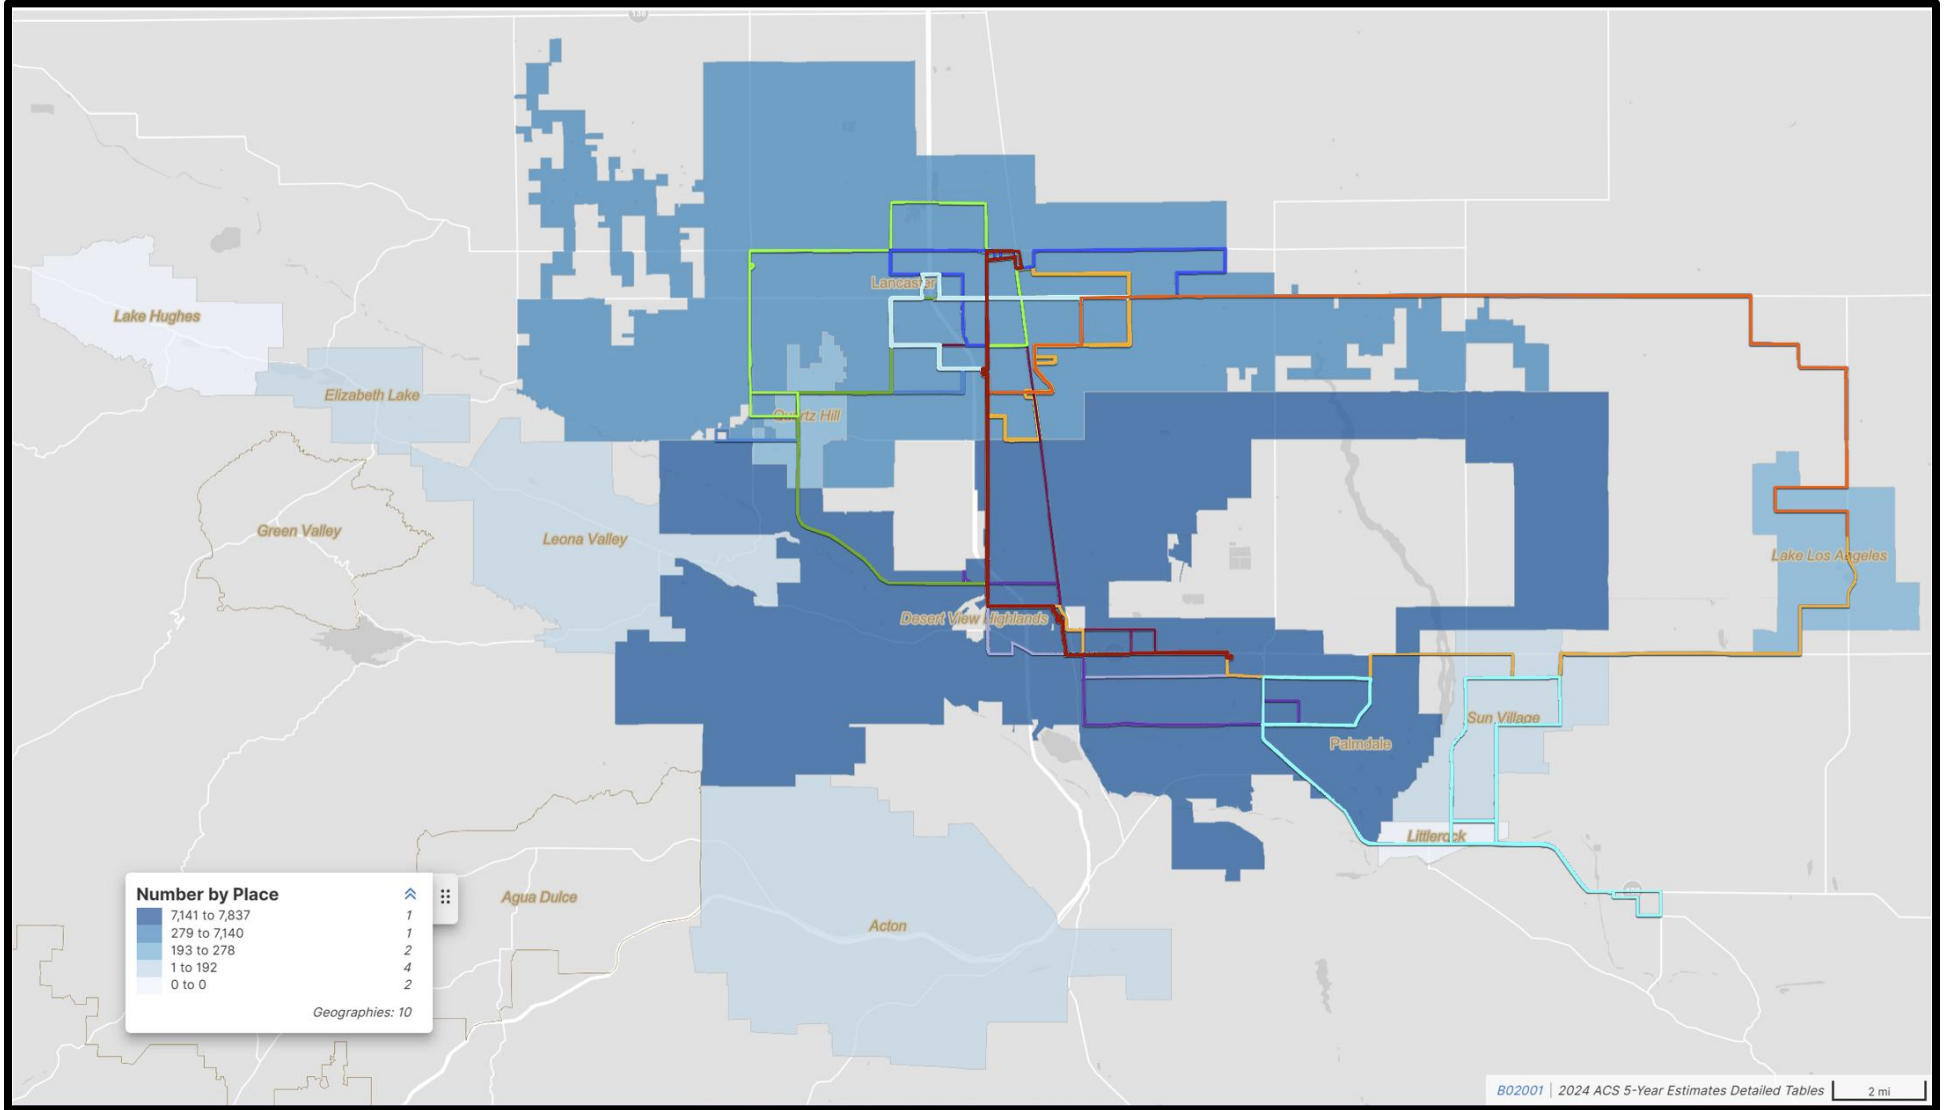 138
Lancaster
Lake Hughes
Elizabeth Lake
Quartz Hill
Green Valley
Leona Valley
Lake Los Angeles
Desert View Highlands
Sun Village
Palmdale
Littlerock
Agua Dulce
Acton
Number by Place
7,141 to 7,837 1
279 to 7,140 1
193 to 278 2
1 to 192 4
0 to 0 2
Geographies: 10
B02001 | 2024 ACS 5-Year Estimates Detailed Tables
2 mi